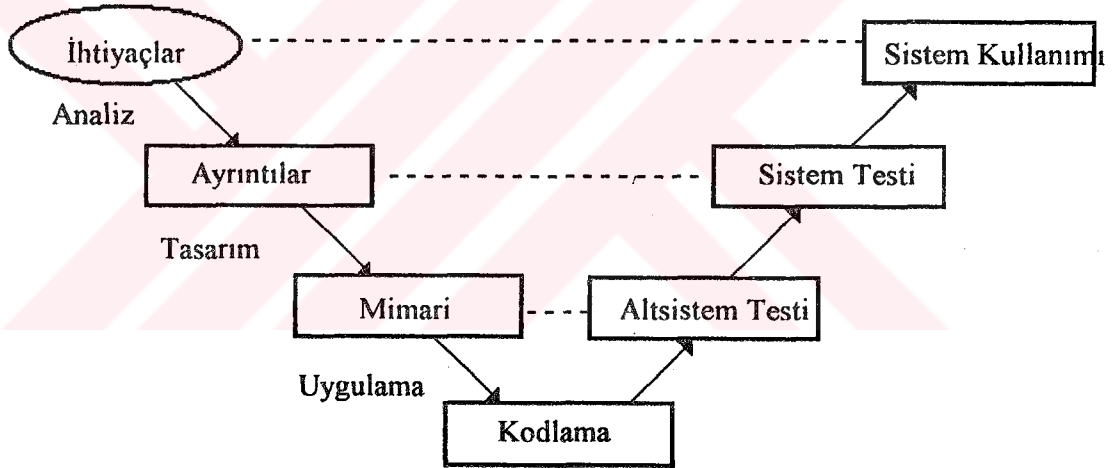 İhtiyaçlar
Sistem Kullanımı
Analiz
Ayrıntılar
Sistem Testi
Tasarım
Mimari
Altsistem Testi
Uygulama
Kodlama